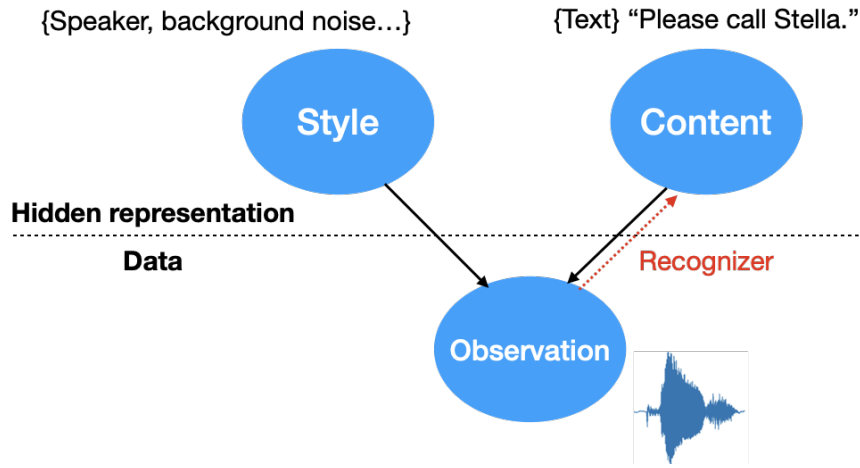 {Speaker, background noise…}
{Text} “Please call Stella.”
Style
Content
Hidden representation
Data
Recognizer
Observation